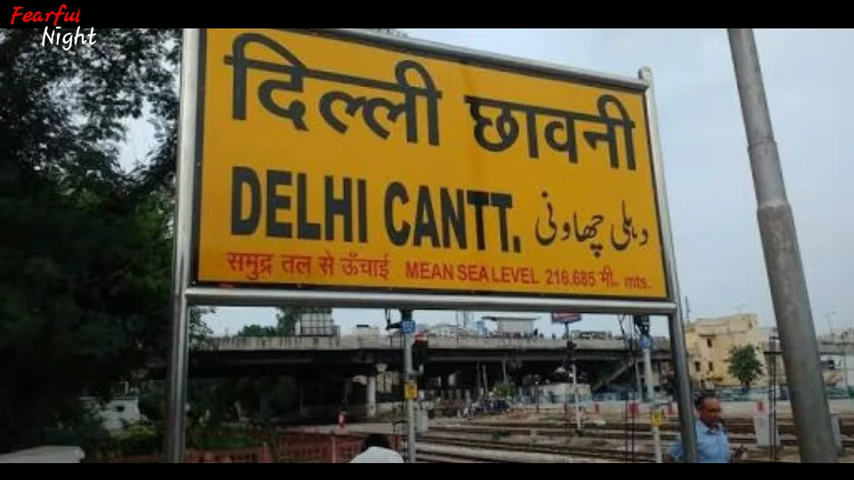 Fearful
Night
दिल्ली छावनी
DELHI CANTT. دہلی چھاونی
समुद्र तल से ऊँचाई MEAN SEA LEVEL 216.685 मी. mts.